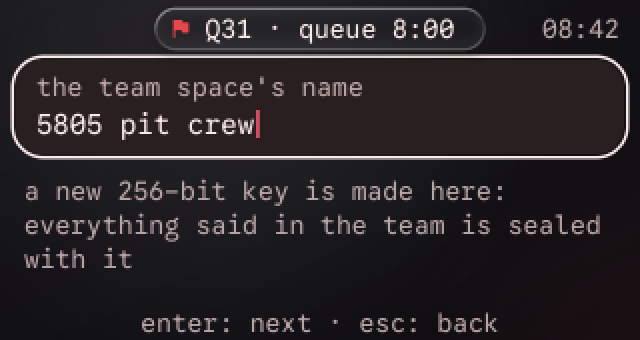 Q31 · queue 8:00
08:42
the team space's name
5805 pit crew
a new 256-bit key is made here:
everything said in the team is sealed
with it
enter: next · esc: back